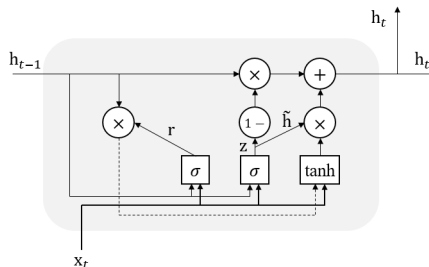 h_t
h_{t−1} × + h_t
× r 1− h̃ ×
z
σ σ tanh
x_t